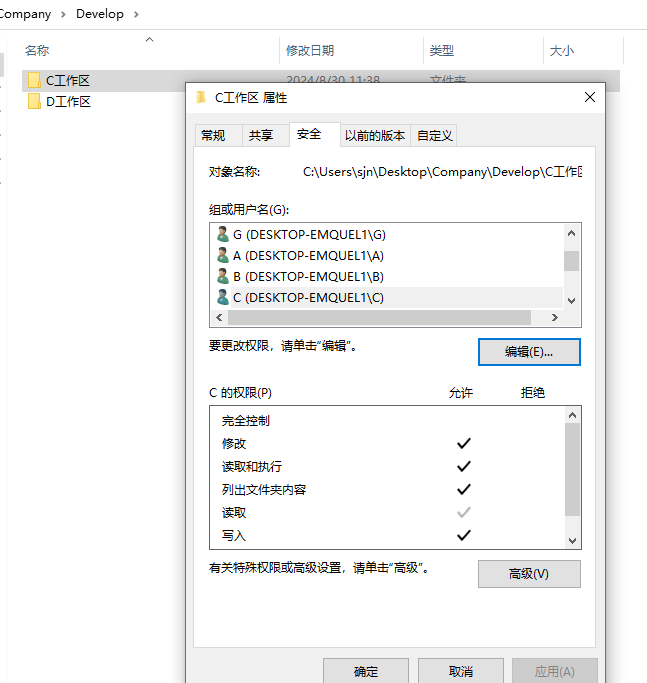 Company > Develop >
名称 修改日期 类型 大小
C工作区 2024/8/30 11:38 文件夹
D工作区
C工作区 属性
常规 共享 安全 以前的版本 自定义
对象名称: C:\Users\sjn\Desktop\Company\Develop\C工作区
组或用户名(G):
G (DESKTOP-EMQUEL1\G)
A (DESKTOP-EMQUEL1\A)
B (DESKTOP-EMQUEL1\B)
C (DESKTOP-EMQUEL1\C)
要更改权限，请单击“编辑”。 编辑(E)...
C 的权限(P) 允许 拒绝
完全控制
修改
读取和执行
列出文件夹内容
读取
写入
有关特殊权限或高级设置，请单击“高级”。 高级(V)
确定 取消 应用(A)